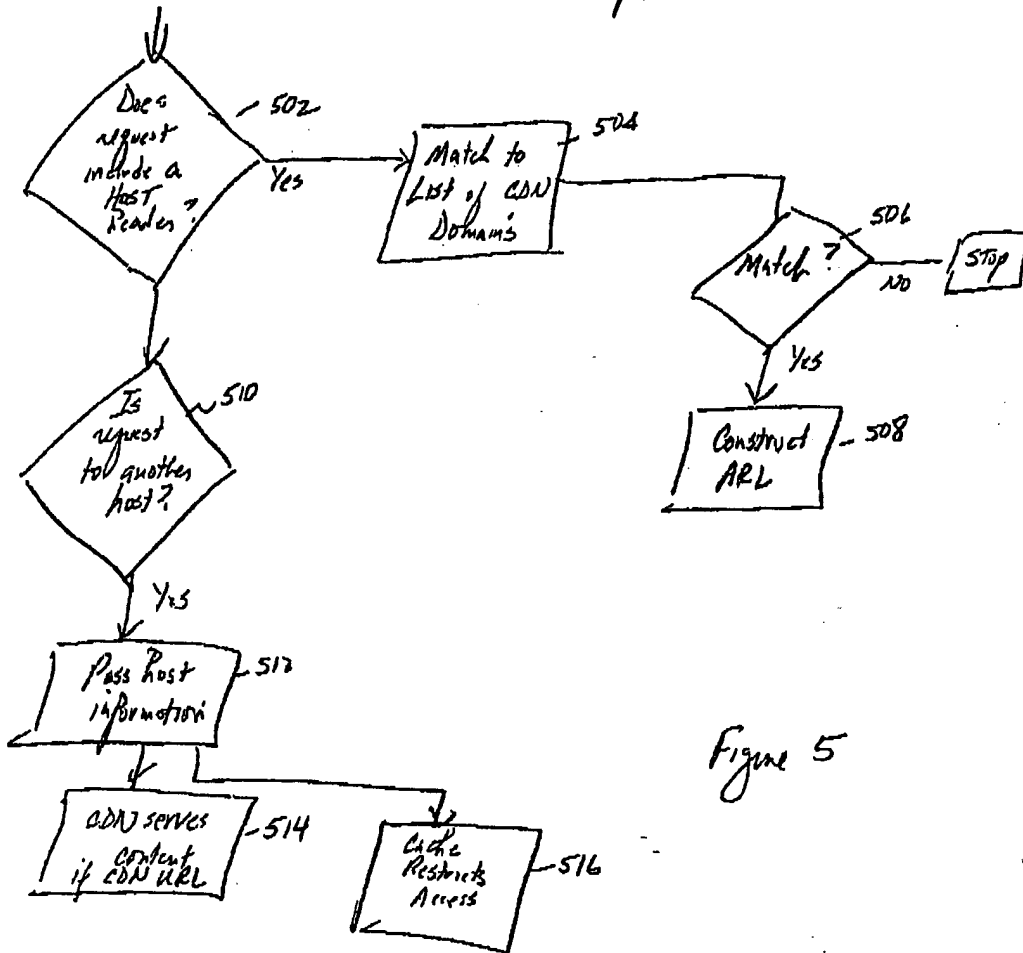 Does
request
include a
HOST
header?
502
Yes
Match to
List of CDN
Domains
504
Match?
506
No
STOP
Yes
Construct
ARL
508
Is
request
to another
host?
510
Yes
Pass host
information
512
CDN serves
content
if CDN URL
514
Cache
Restricts
Access
516
Figure 5